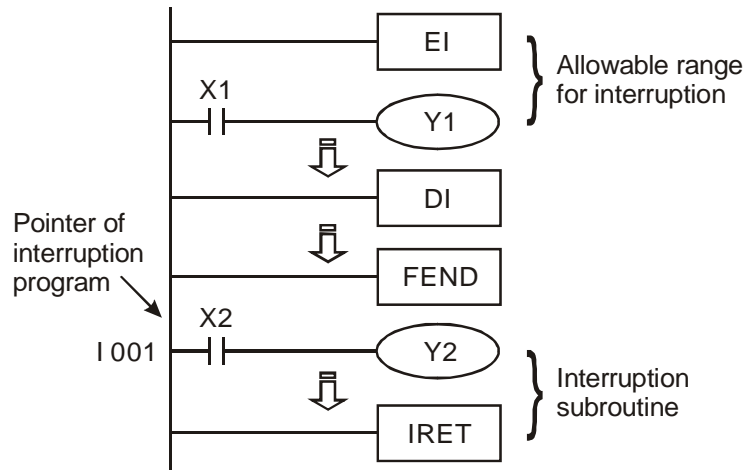 EI
Allowable range
for interruption
X1
Y1
DI
Pointer of
interruption
program
FEND
X2
I 001
Y2
Interruption
subroutine
IRET